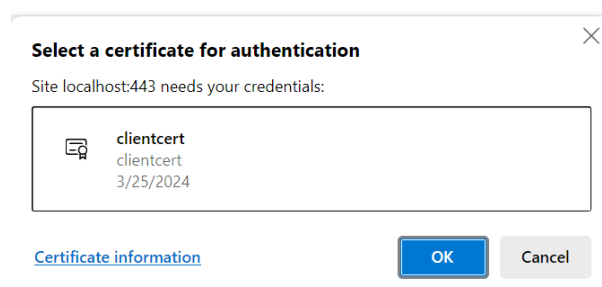 Select a certificate for authentication
Site localhost:443 needs your credentials:
clientcert
clientcert
3/25/2024
Certificate information
OK
Cancel